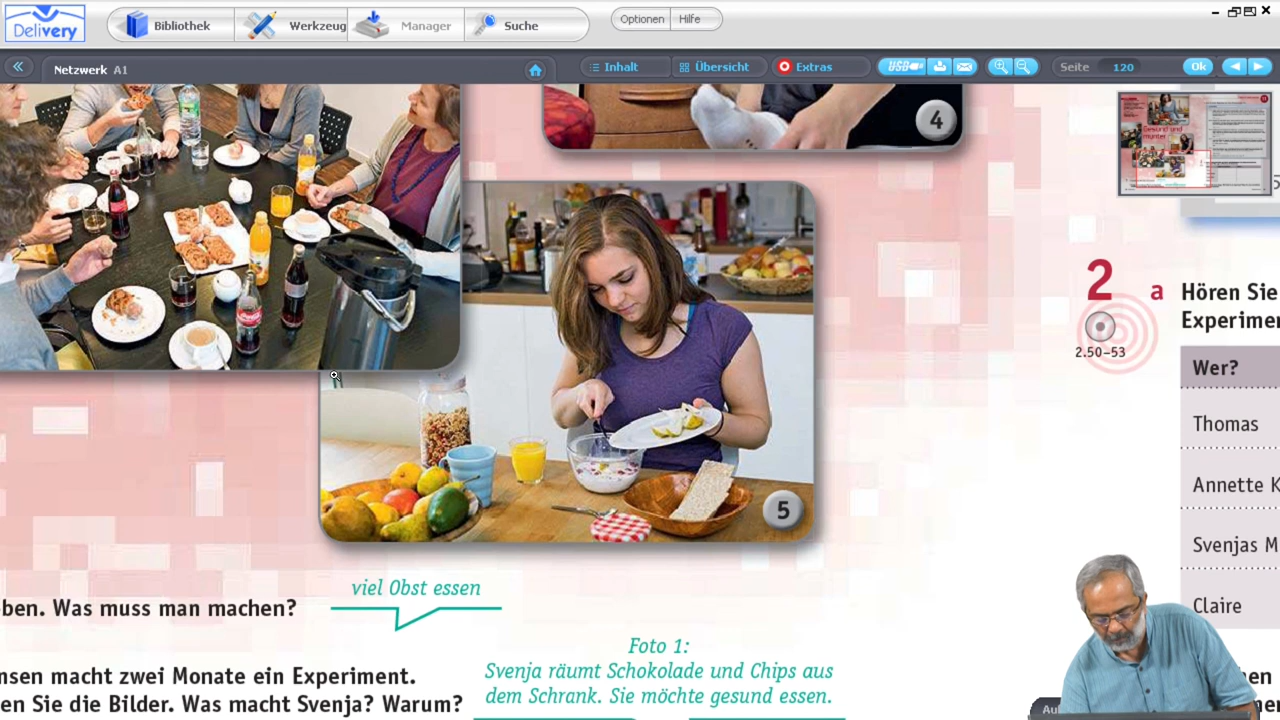 Delivery
Bibliothek
Werkzeug
Manager
Suche
Optionen
Hilfe
Netzwerk A1
Inhalt
Übersicht
Extras
USB
Seite 120
Ok
4
5
2
a Hören Sie
Experimen
2.50–53
Wer?
Thomas
Annette K
Svenjas M
Claire
viel Obst essen
ben. Was muss man machen?
Foto 1:
Svenja räumt Schokolade und Chips aus
dem Schrank. Sie möchte gesund essen.
nsen macht zwei Monate ein Experiment.
en Sie die Bilder. Was macht Svenja? Warum?